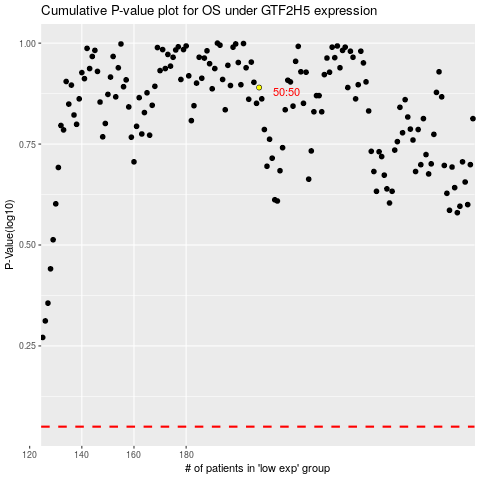 Cumulative P-value plot for OS under GTF2H5 expression
1.00
50:50
0.75
P-Value(log10)
0.50
0.25
120 140 160 180
# of patients in 'low exp' group